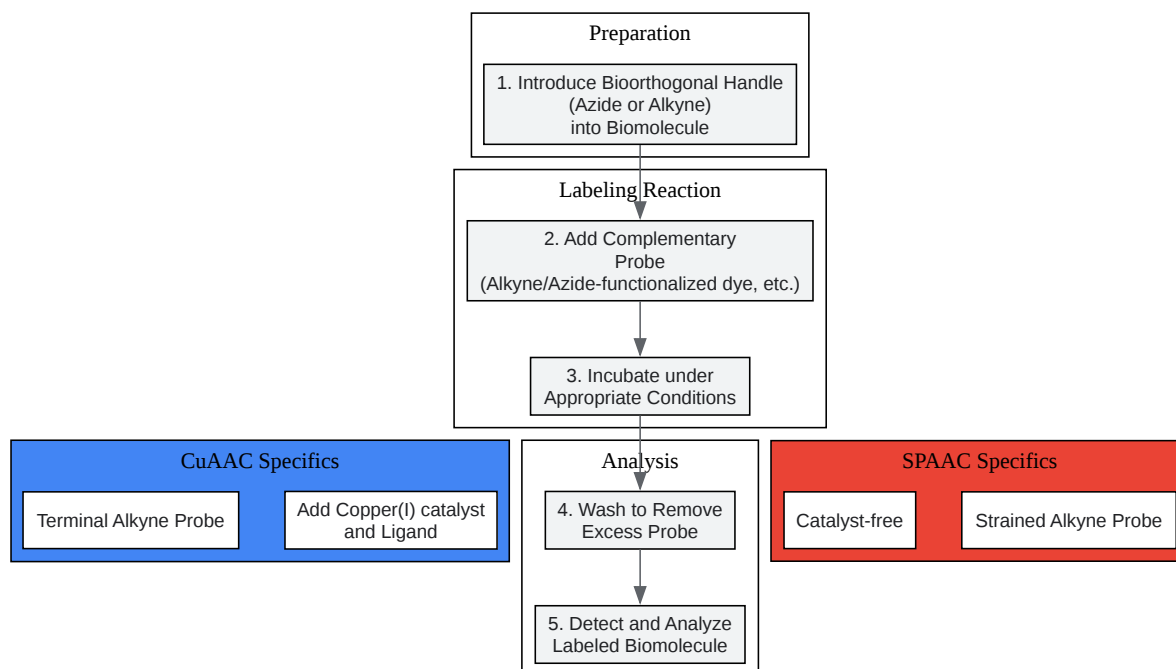 Preparation
1. Introduce Bioorthogonal Handle
(Azide or Alkyne)
into Biomolecule
Labeling Reaction
2. Add Complementary
Probe
(Alkyne/Azide-functionalized dye, etc.)
3. Incubate under
Appropriate Conditions
CuAAC Specifics
Terminal Alkyne Probe
Add Copper(I) catalyst
and Ligand
Analysis
4. Wash to Remove
Excess Probe
5. Detect and Analyze
Labeled Biomolecule
SPAAC Specifics
Catalyst-free
Strained Alkyne Probe